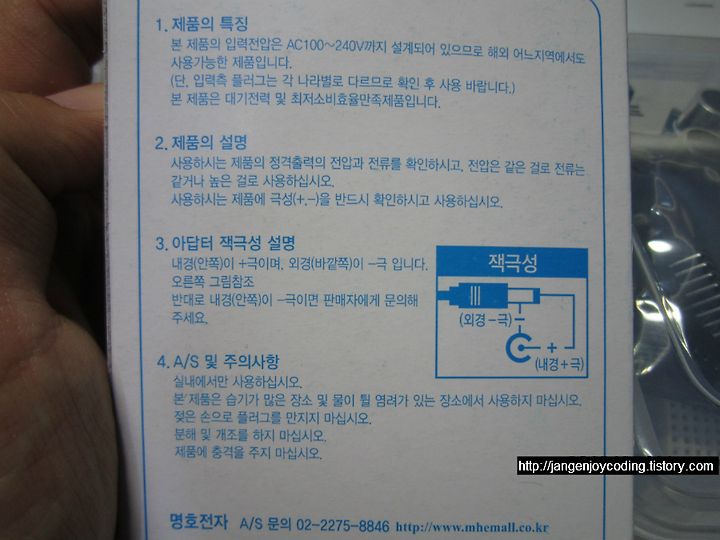 1. 제품의 특징
본 제품의 입력전압은 AC100~240V까지 설계되어 있으므로 해외 어느지역에서도
사용가능한 제품입니다.
(단, 입력측 플러그는 각 나라별로 다르므로 확인 후 사용 바랍니다.)
본 제품은 대기전력 및 최저소비효율만족제품입니다.
2. 제품의 설명
사용하시는 제품의 정격출력의 전압과 전류를 확인하시고, 전압은 같은 걸로 전류는
같거나 높은 걸로 사용하십시오.
사용하시는 제품에 극성(+,-)을 반드시 확인하시고 사용하십시오.
3. 아답터 잭극성 설명
내경(안쪽)이 +극이며, 외경(바깥쪽)이 -극 입니다.
오른쪽 그림참조
반대로 내경(안쪽)이 -극이면 판매자에게 문의해
주세요.
잭극성
(외경-극)
-
+
(내경+극)
4. A/S 및 주의사항
실내에서만 사용하십시오.
본 제품은 습기가 많은 장소 및 물이 튈 염려가 있는 장소에서 사용하지 마십시오.
젖은 손으로 플러그를 만지지 마십시오.
분해 및 개조를 하지 마십시오.
제품에 충격을 주지 마십시오.
명호전자 A/S 문의 02-2275-8846 http://www.mhemall.co.kr
http://jangenjoycoding.tistory.com